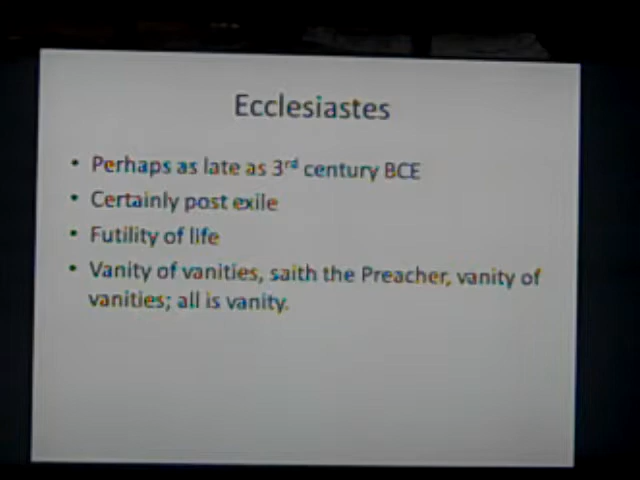 Ecclesiastes
• Perhaps as late as 3rd century BCE
• Certainly post exile
• Futility of life
• Vanity of vanities, saith the Preacher, vanity of
vanities; all is vanity.